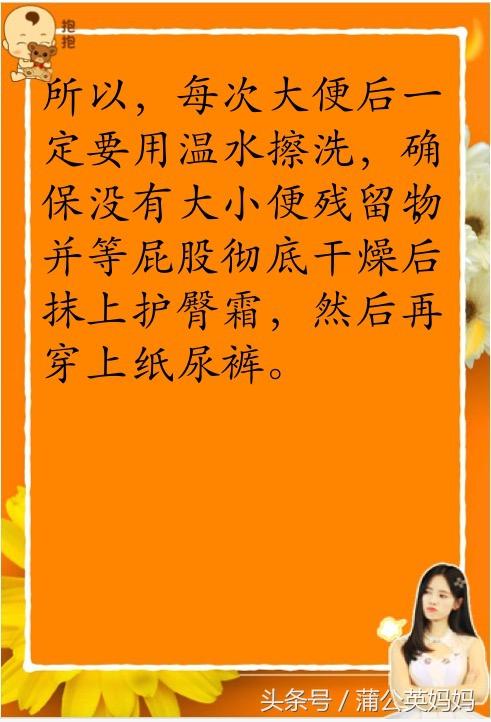 抱抱
所以，每次大便后一
定要用温水擦洗，确
保没有大小便残留物，
并等屁股彻底干燥后
抹上护臀霜，然后再
穿上纸尿裤。
头条号 / 蒲公英妈妈